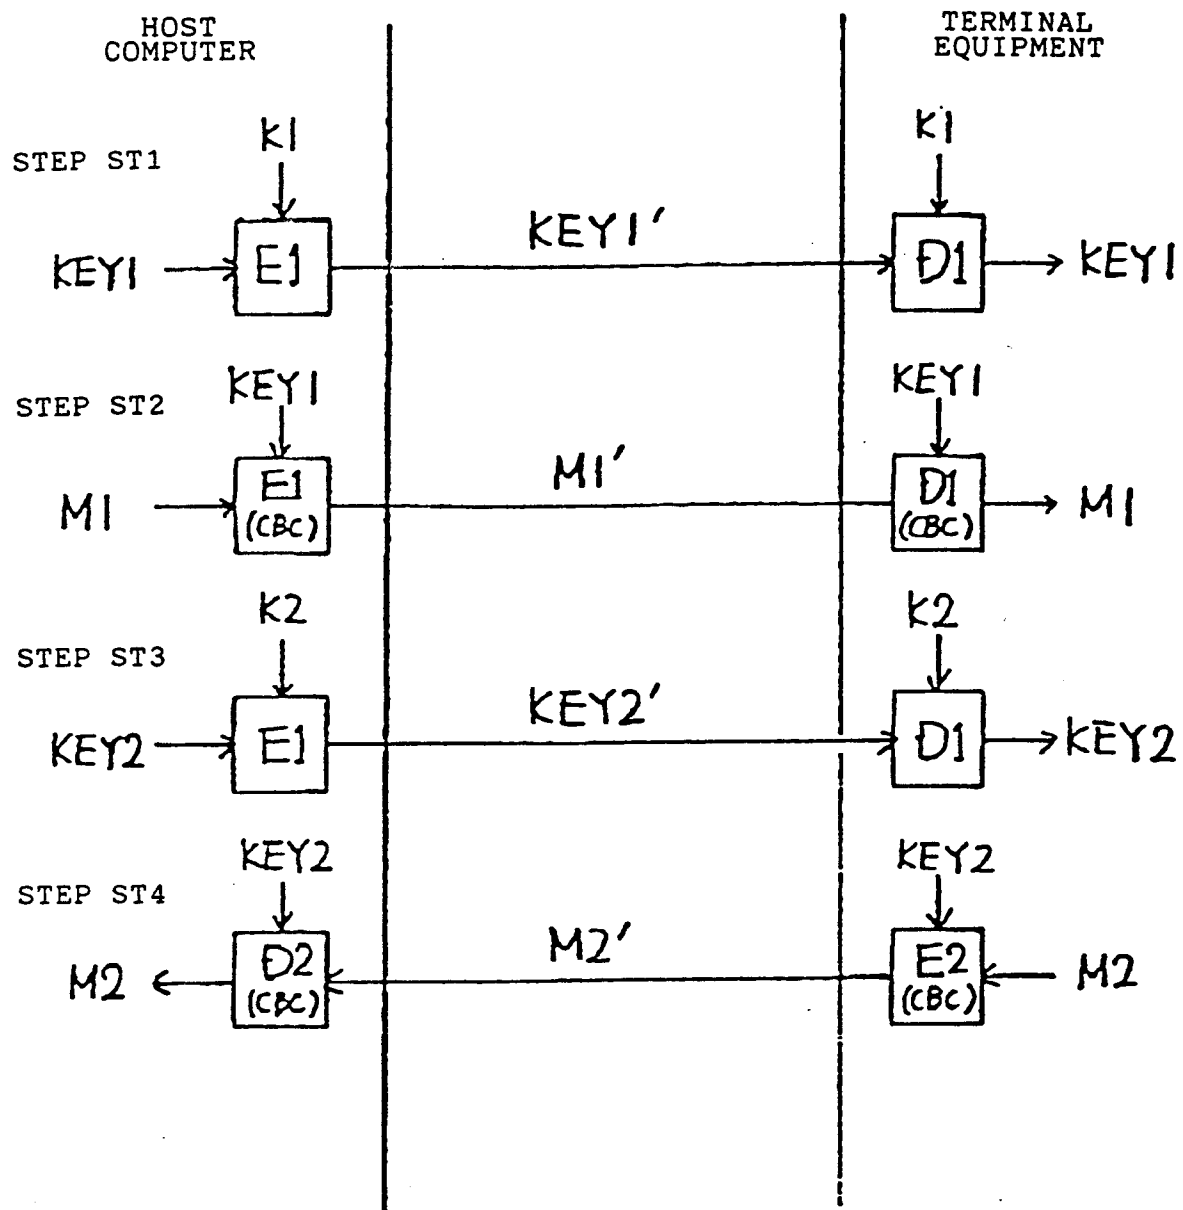 HOST
COMPUTER
TERMINAL
EQUIPMENT
STEP ST1
K1
K1
KEY1
E1
KEY1'
D1
KEY1
STEP ST2
KEY1
KEY1
M1
E1
(CBC)
M1'
D1
(CBC)
M1
STEP ST3
K2
K2
KEY2
E1
KEY2'
D1
KEY2
STEP ST4
KEY2
KEY2
M2
D2
(CBC)
M2'
E2
(CBC)
M2